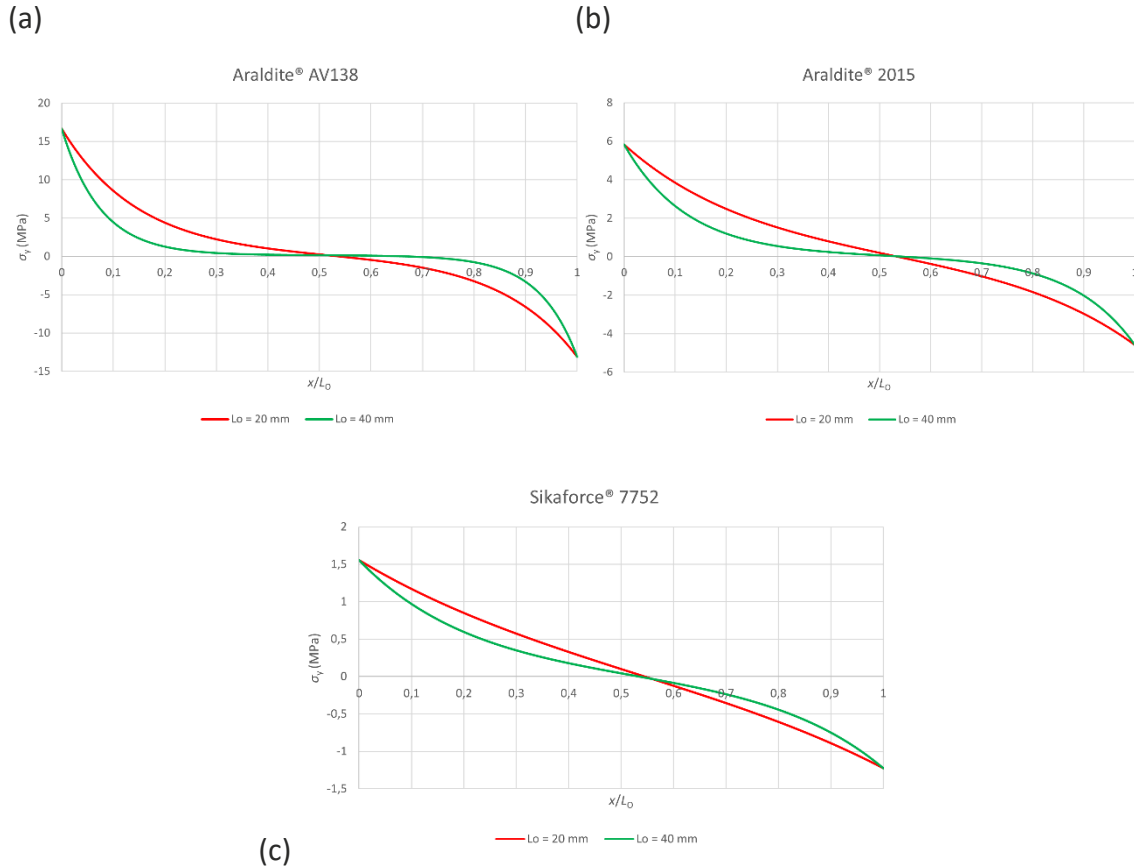 (a)
Araldite® AV138
20
15
10
5
0
-5
-10
-15
σy (MPa)
0 0,1 0,2 0,3 0,4 0,5 0,6 0,7 0,8 0,9 1
x/LO
Lo = 20 mm Lo = 40 mm
(b)
Araldite® 2015
8
6
4
2
0
-2
-4
-6
σy (MPa)
0 0,1 0,2 0,3 0,4 0,5 0,6 0,7 0,8 0,9 1
x/LO
Lo = 20 mm Lo = 40 mm
Sikaforce® 7752
2
1,5
1
0,5
0
-0,5
-1
-1,5
σy (MPa)
0 0,1 0,2 0,3 0,4 0,5 0,6 0,7 0,8 0,9 1
x/LO
Lo = 20 mm Lo = 40 mm
(c)